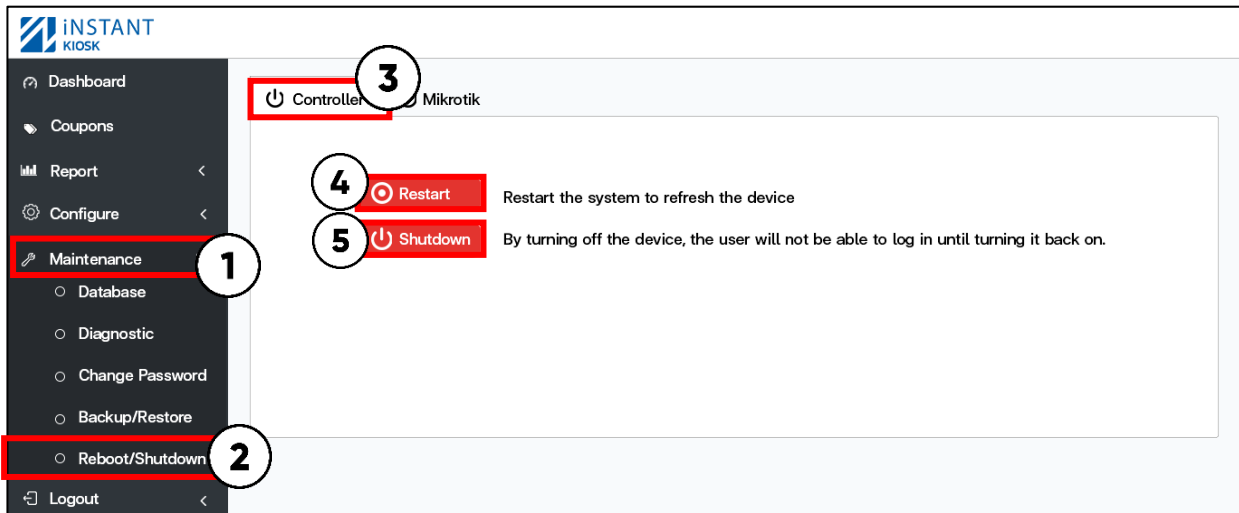 iNSTANT
KIOSK
Dashboard
Coupons
Report
Configure
Maintenance
1
Database
Diagnostic
Change Password
Backup/Restore
Reboot/Shutdown
2
Logout
Controller
3
Mikrotik
4
Restart
Restart the system to refresh the device
5
Shutdown
By turning off the device, the user will not be able to log in until turning it back on.